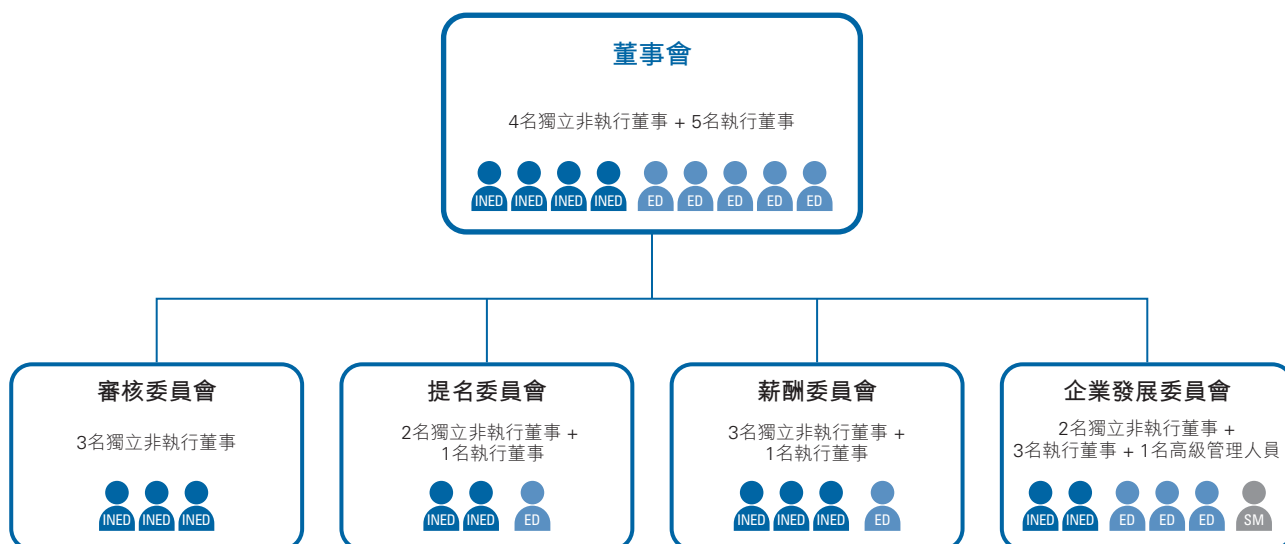 董事會
4名獨立非執行董事 + 5名執行董事
INED INED INED INED ED ED ED ED ED
審核委員會
3名獨立非執行董事
INED INED INED
提名委員會
2名獨立非執行董事 +
1名執行董事
INED INED ED
薪酬委員會
3名獨立非執行董事 +
1名執行董事
INED INED INED ED
企業發展委員會
2名獨立非執行董事 +
3名執行董事 + 1名高級管理人員
INED INED ED ED ED SM